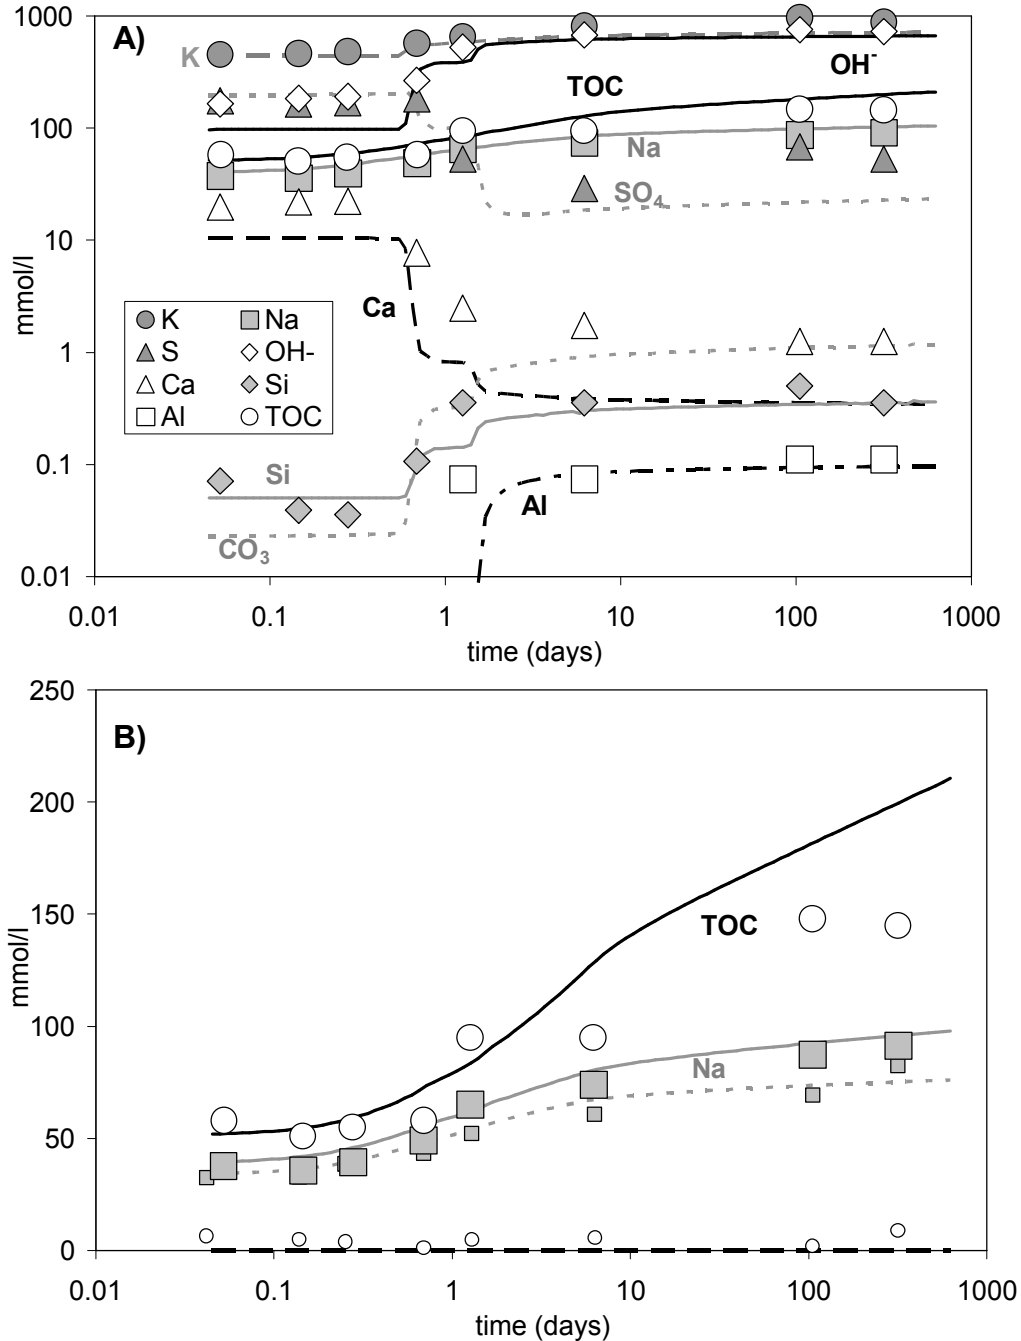 1000
A)
K
OH-
TOC
100
Na
SO4
10
mmol/l
Ca
K Na
S OH-
Ca Si
Al TOC
1
0.1
Si
Al
CO3
0.01
0.01 0.1 1 10 100 1000
time (days)
250
B)
200
150
TOC
mmol/l
100
Na
50
0
0.01 0.1 1 10 100 1000
time (days)